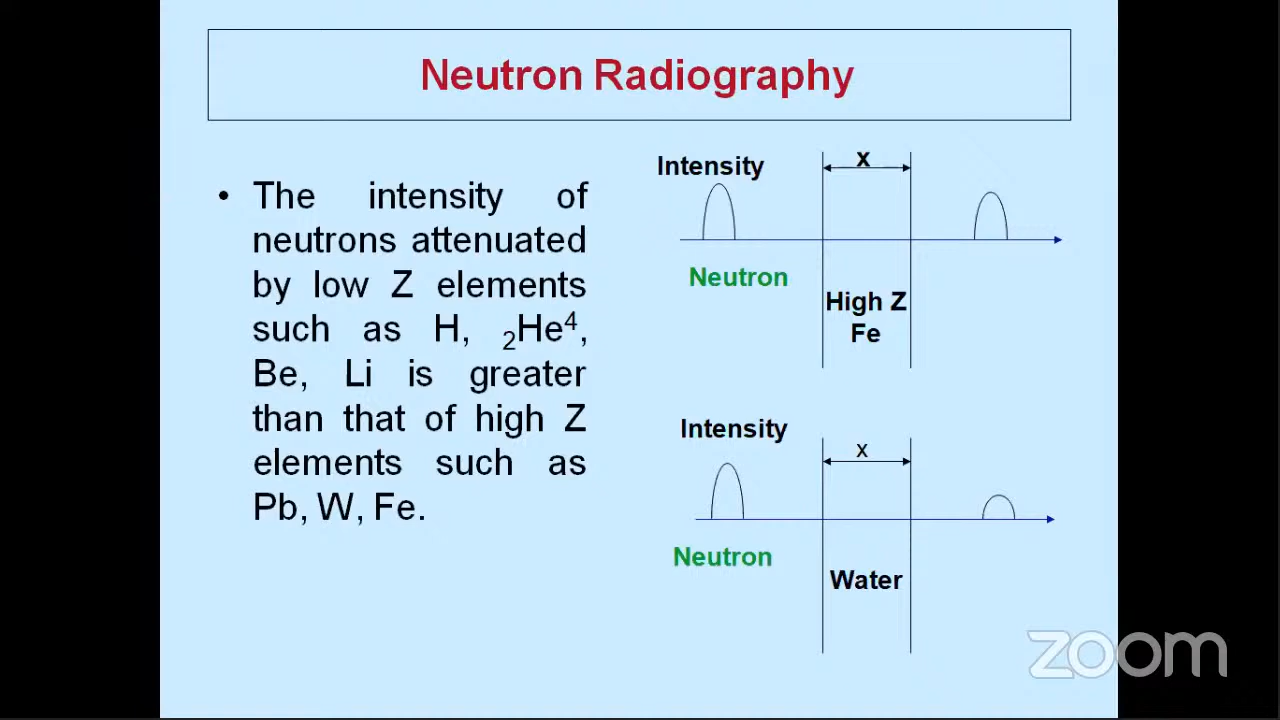 Neutron Radiography
• The intensity of
neutrons attenuated
by low Z elements
such as H, ₂He⁴,
Be, Li is greater
than that of high Z
elements such as
Pb, W, Fe.
Intensity
x
Neutron
High Z
Fe
Intensity
x
Neutron
Water
zoom